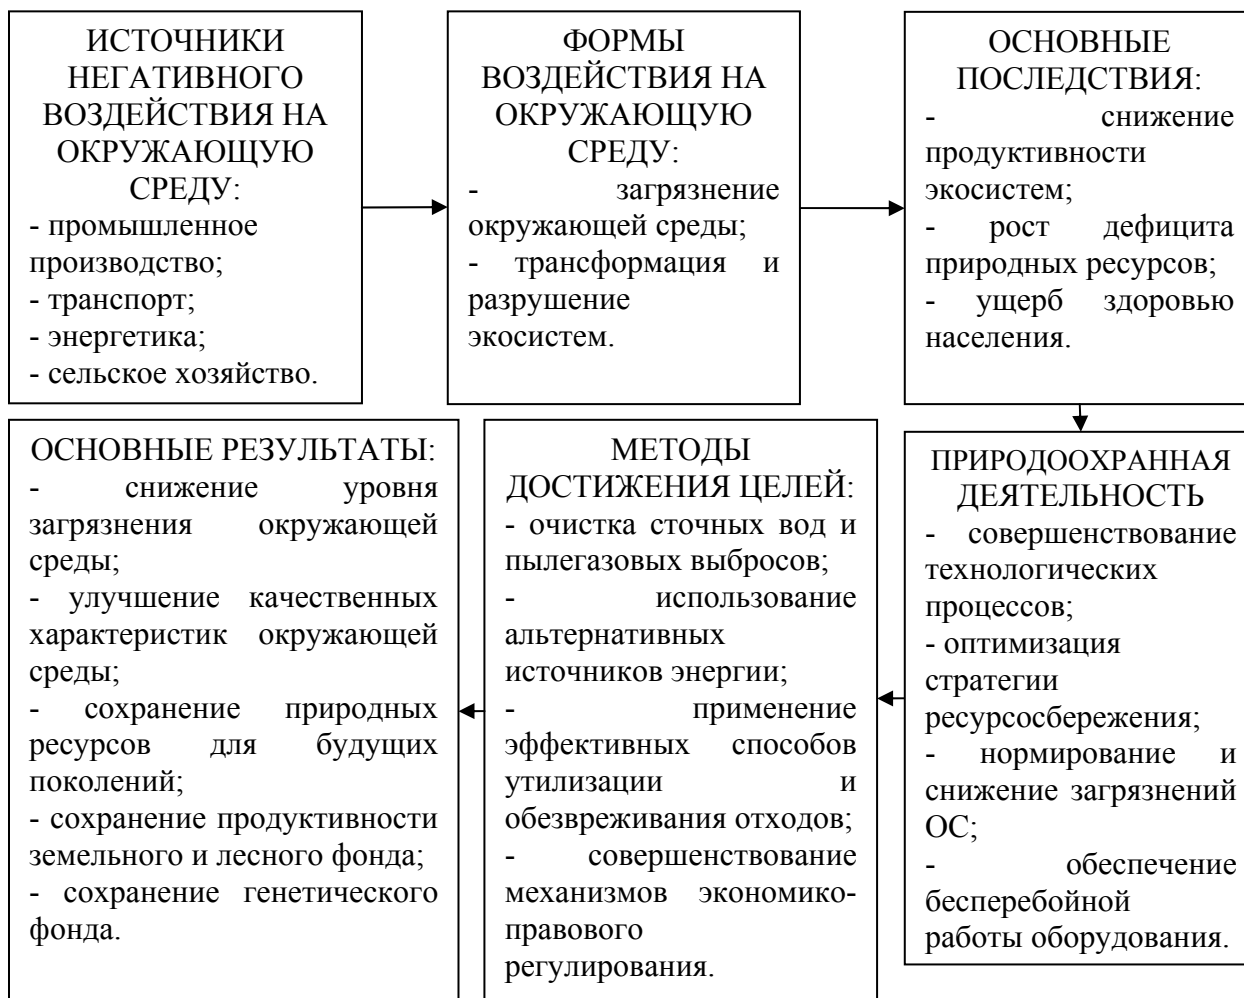 ИСТОЧНИКИ
НЕГАТИВНОГО
ВОЗДЕЙСТВИЯ НА
ОКРУЖАЮЩУЮ
СРЕДУ:
- промышленное
производство;
- транспорт;
- энергетика;
- сельское хозяйство.
ФОРМЫ
ВОЗДЕЙСТВИЯ НА
ОКРУЖАЮЩУЮ
СРЕДУ:
- загрязнение
окружающей среды;
- трансформация и
разрушение
экосистем.
ОСНОВНЫЕ
ПОСЛЕДСТВИЯ:
- снижение
продуктивности
экосистем;
- рост дефицита
природных ресурсов;
- ущерб здоровью
населения.
ПРИРОДООХРАННАЯ
ДЕЯТЕЛЬНОСТЬ
- совершенствование
технологических
процессов;
- оптимизация
стратегии
ресурсосбережения;
- нормирование и
снижение загрязнений
ОС;
- обеспечение
бесперебойной
работы оборудования.
МЕТОДЫ
ДОСТИЖЕНИЯ ЦЕЛЕЙ:
- очистка сточных вод и
пылегазовых выбросов;
- использование
альтернативных
источников энергии;
- применение
эффективных способов
утилизации и
обезвреживания отходов;
- совершенствование
механизмов экономико-
правового
регулирования.
ОСНОВНЫЕ РЕЗУЛЬТАТЫ:
- снижение уровня
загрязнения окружающей
среды;
- улучшение качественных
характеристик окружающей
среды;
- сохранение природных
ресурсов для будущих
поколений;
- сохранение продуктивности
земельного и лесного фонда;
- сохранение генетического
фонда.